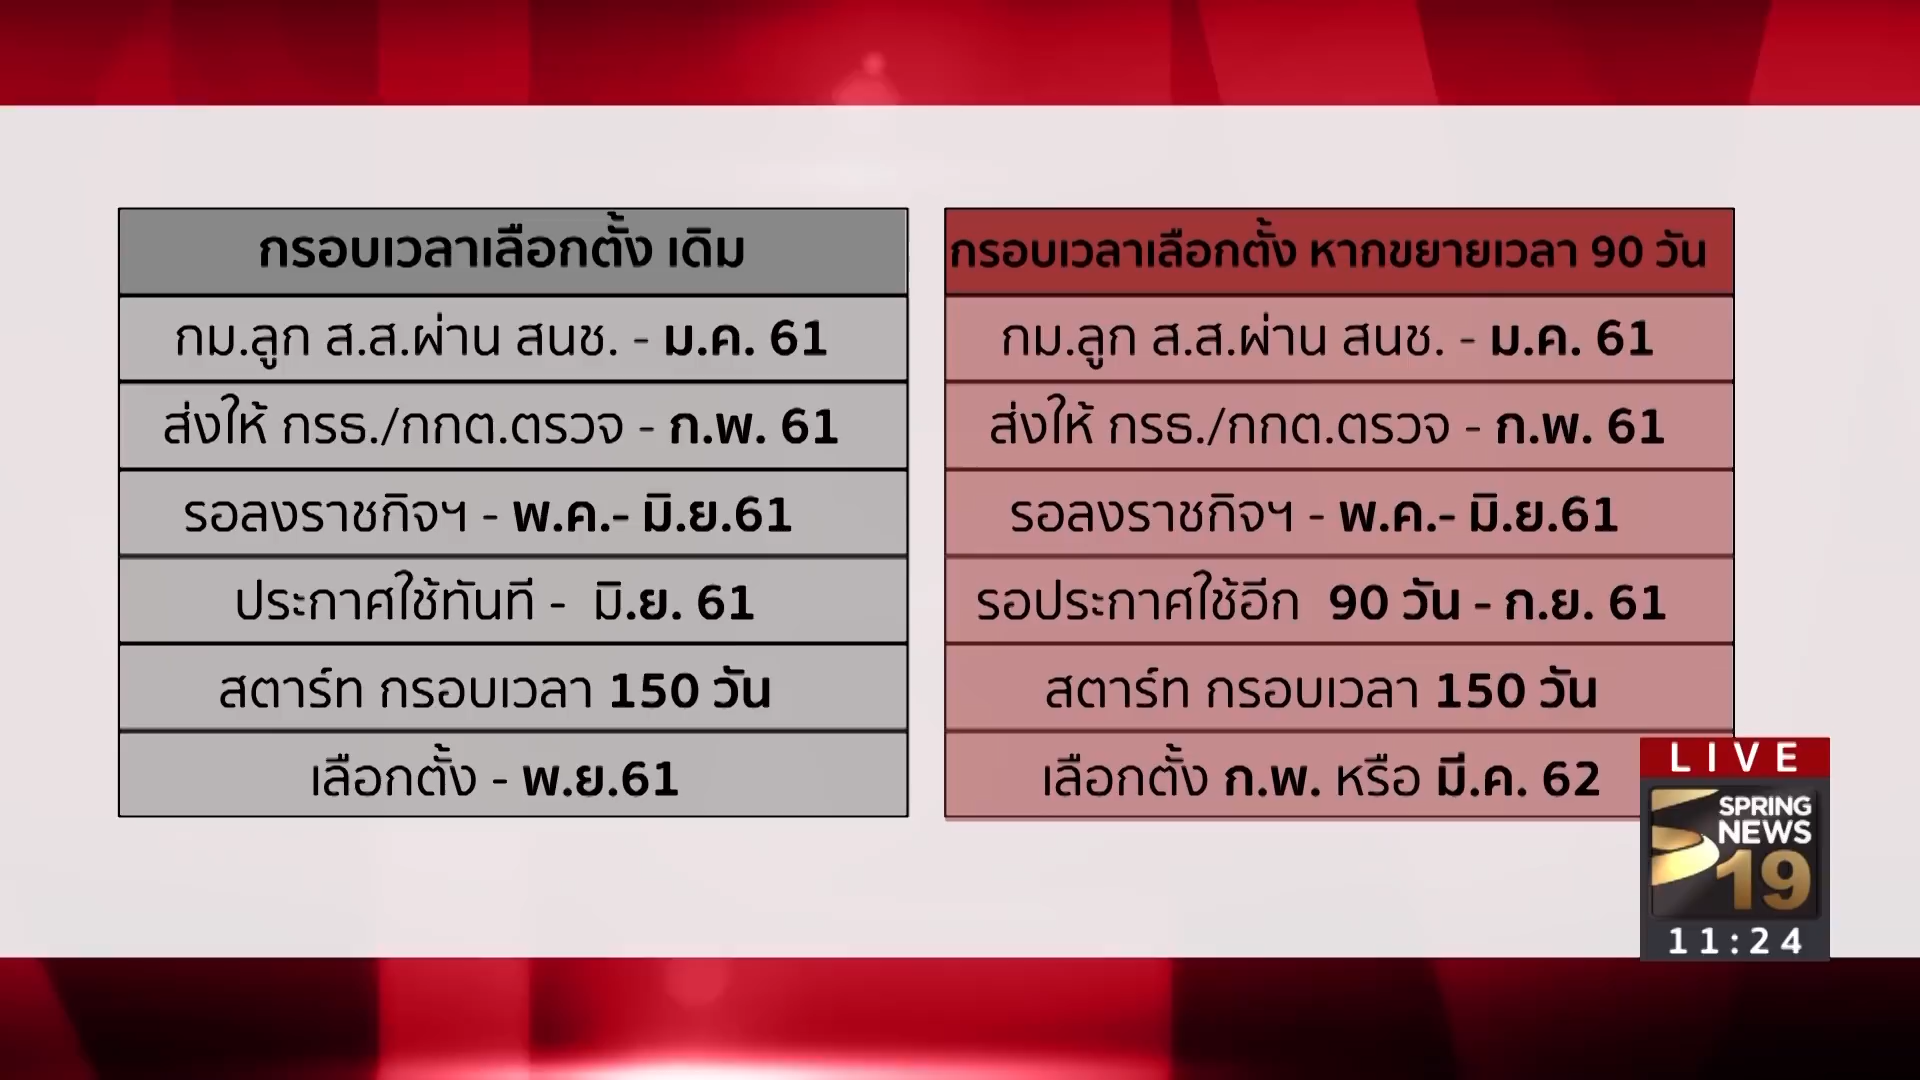 กรอบเวลาเลือกตั้ง เดิม
กม.ลูก ส.ส.ผ่าน สนช. - ม.ค. 61
ส่งให้ กรธ./กกต.ตรวจ - ก.พ. 61
รอลงราชกิจฯ - พ.ค.- มิ.ย.61
ประกาศใช้ทันที - มิ.ย. 61
สตาร์ท กรอบเวลา 150 วัน
เลือกตั้ง - พ.ย.61
กรอบเวลาเลือกตั้ง หากขยายเวลา 90 วัน
กม.ลูก ส.ส.ผ่าน สนช. - ม.ค. 61
ส่งให้ กรธ./กกต.ตรวจ - ก.พ. 61
รอลงราชกิจฯ - พ.ค.- มิ.ย.61
รอประกาศใช้อีก 90 วัน - ก.ย. 61
สตาร์ท กรอบเวลา 150 วัน
เลือกตั้ง ก.พ. หรือ มี.ค. 62
LIVE
SPRING
NEWS
19
11:24